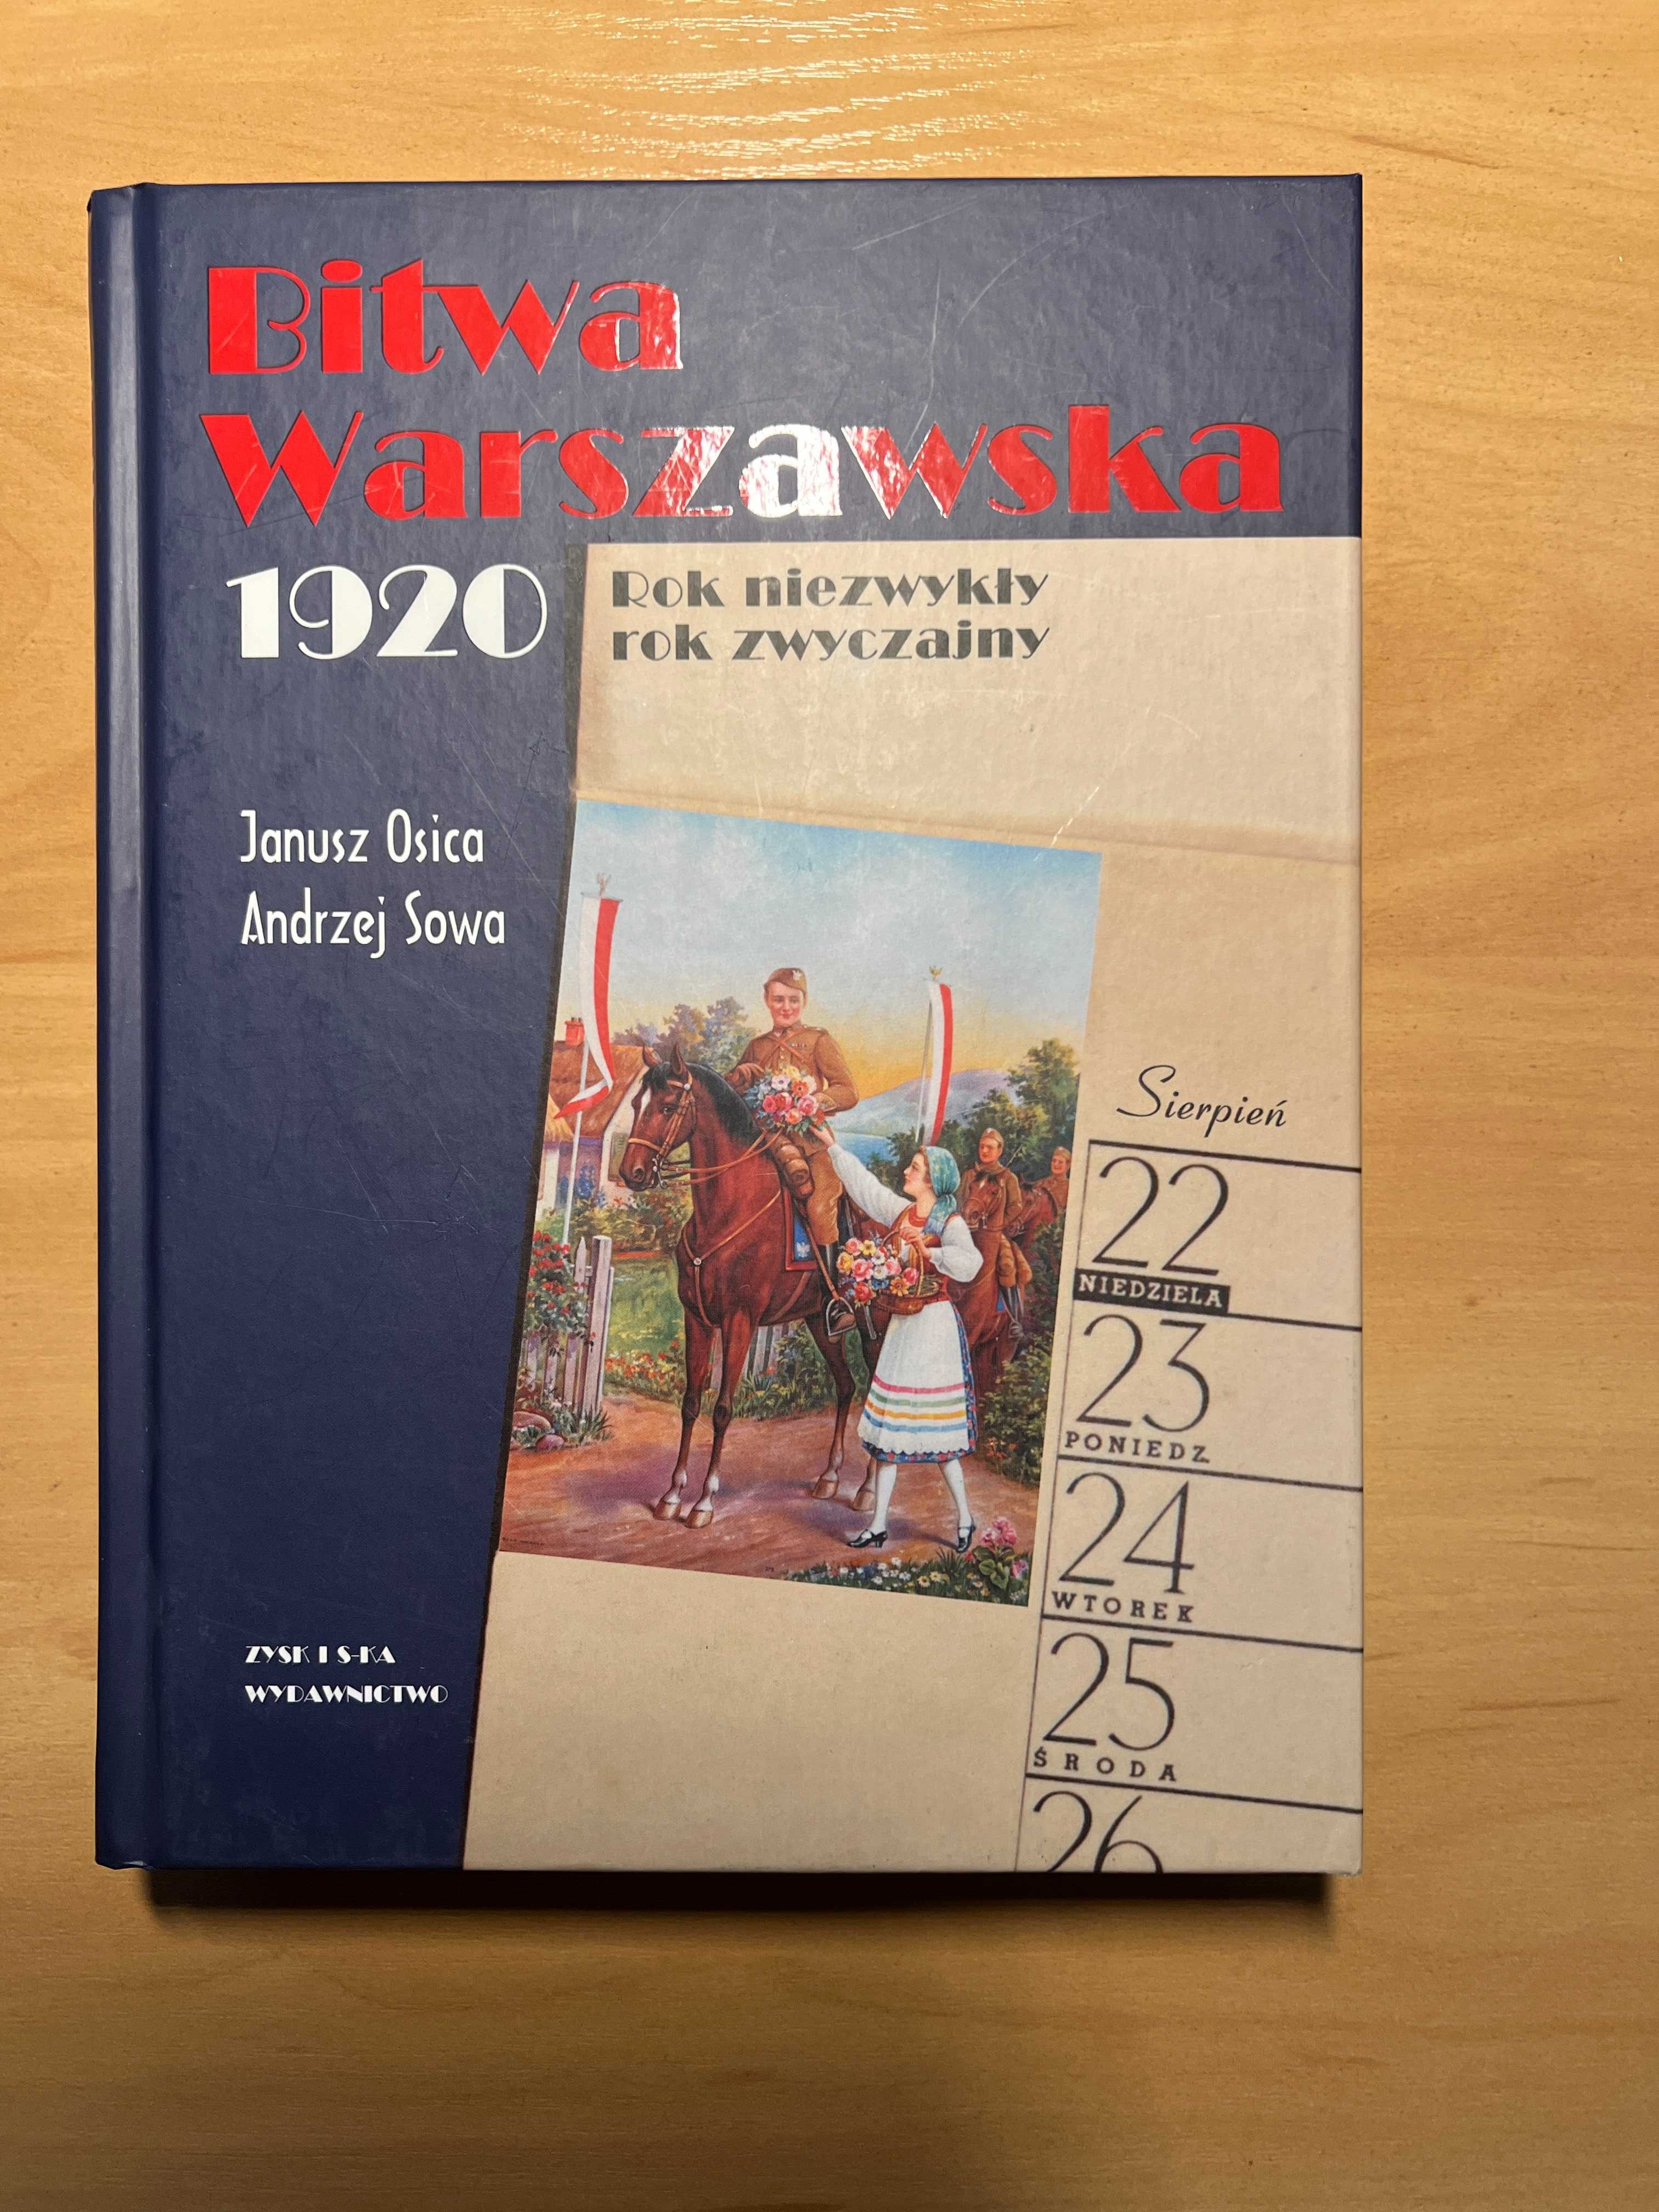 Bitwa
Warszawska
1920
Rok niezwykły
rok zwyczajny
Janusz Osica
Andrzej Sowa
Sierpień
22
NIEDZIELA
23
PONIEDZ
24
WTOREK
25
ŚRODA
26
ZYSK I S-KA
WYDAWNICTWO